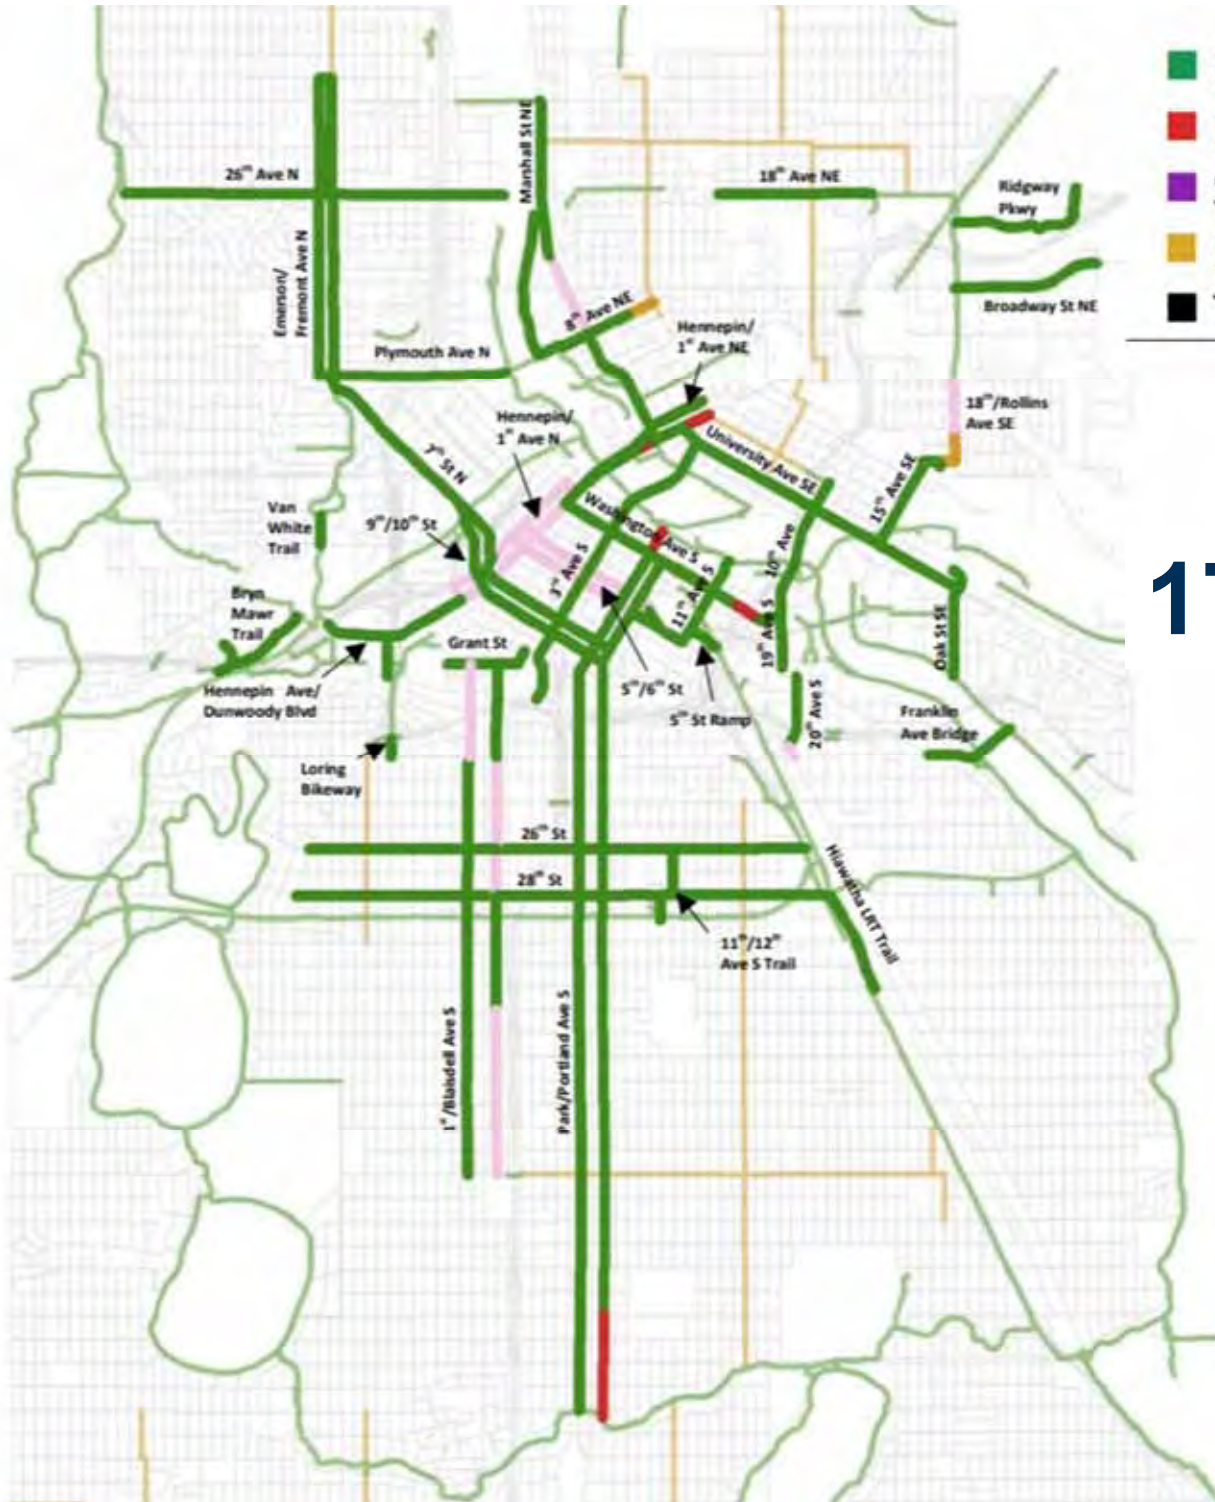 Marshall St NE
26th Ave N
18th Ave NE
Ridgway
Pkwy
Emerson/
Fremont Ave N
Broadway St NE
8th Ave NE
Hennepin/
1st Ave NE
Plymouth Ave N
18th/Rollins
Ave SE
Hennepin/
1st Ave N
University Ave SE
7th St N
15th Ave SE
Van
White
Trail
9th/10th St
Washington Ave S
3rd Ave S
10th Ave
11th Ave S
Bryn
Mawr
Trail
Grant St
19th Ave S
Oak St SE
Hennepin Ave/
Dunwoody Blvd
5th/6th St
5th St Ramp
20th Ave S
Franklin
Ave Bridge
Loring
Bikeway
26th St
28th St
Hiawatha LRT Trail
11th/12th
Ave S Trail
1st/Blaisdell Ave S
Park/Portland Ave S